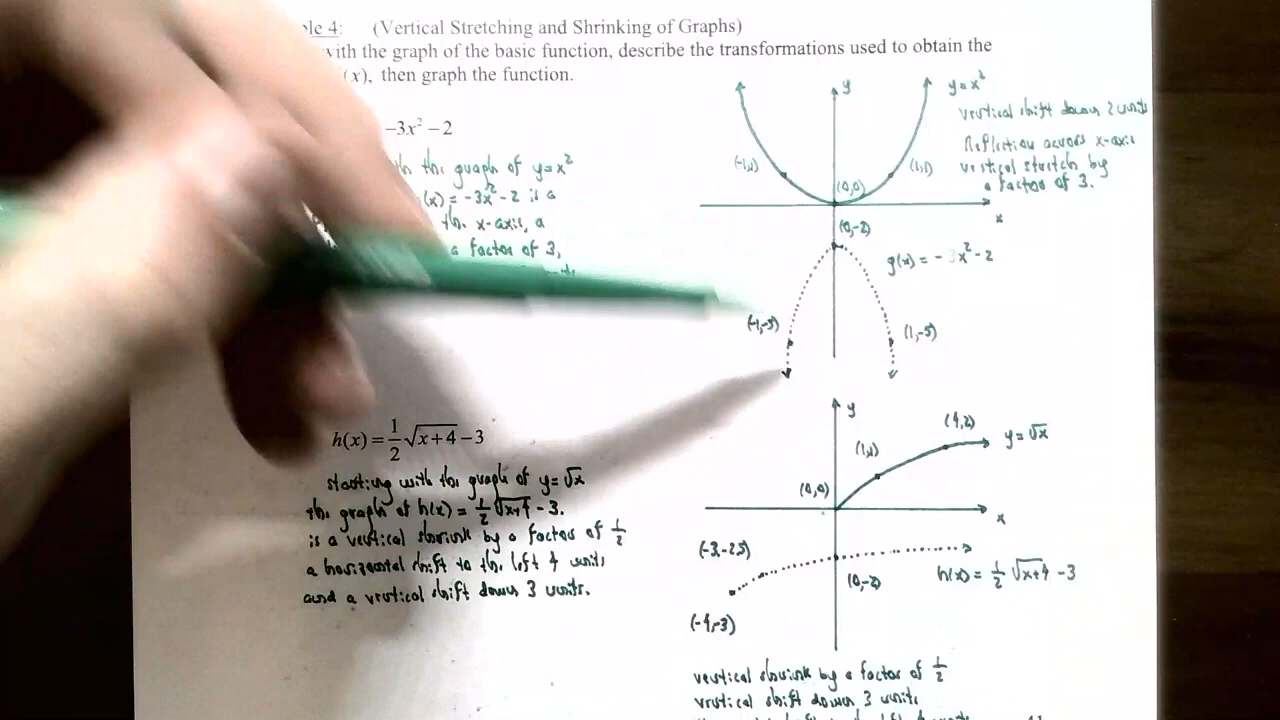 ple 4: (Vertical Stretching and Shrinking of Graphs)
with the graph of the basic function, describe the transformations used to obtain the
(x), then graph the function.
-3x² - 2
the graph of y=x²
(x) = -3x² - 2 is a
the x-axis, a
a factor of 3,
y
y=x²
vertical shift down 2 units
Reflection across x-axis
vertical stretch by
a factor of 3.
(-1,1)
(0,0)
(1,1)
x
(0,-2)
g(x) = -3x² - 2
(-1,-5)
(1,-5)
h(x) = 1/2 √(x+4) - 3
starting with the graph of y=√x
the graph of h(x) = 1/2 √(x+4) - 3.
is a vertical shrink by a factor of 1/2
a horizontal shift to the left 4 units
and a vertical shift down 3 units.
y
(4,2)
y=√x
(1,1)
(0,0)
x
(-3,-2.5)
(0,-2)
h(x) = 1/2 √(x+4) - 3
(-4,-3)
vertical shrink by a factor of 1/2
vertical shift down 3 units